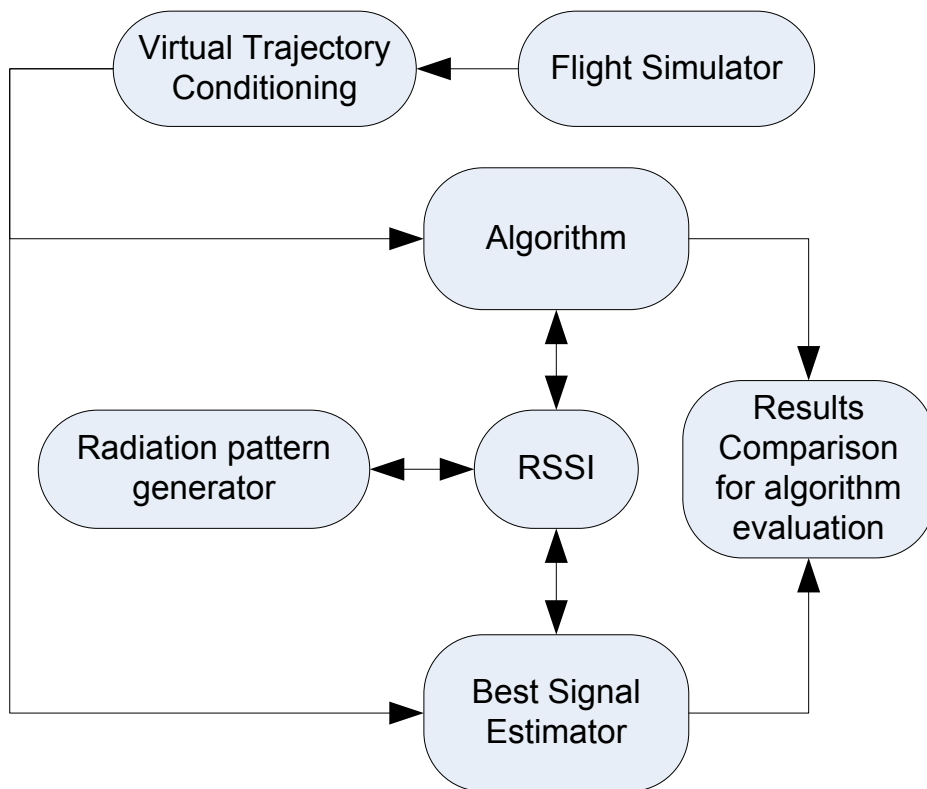 Virtual Trajectory
Conditioning
Flight Simulator
Algorithm
Radiation pattern
generator
RSSI
Results
Comparison
for algorithm
evaluation
Best Signal
Estimator